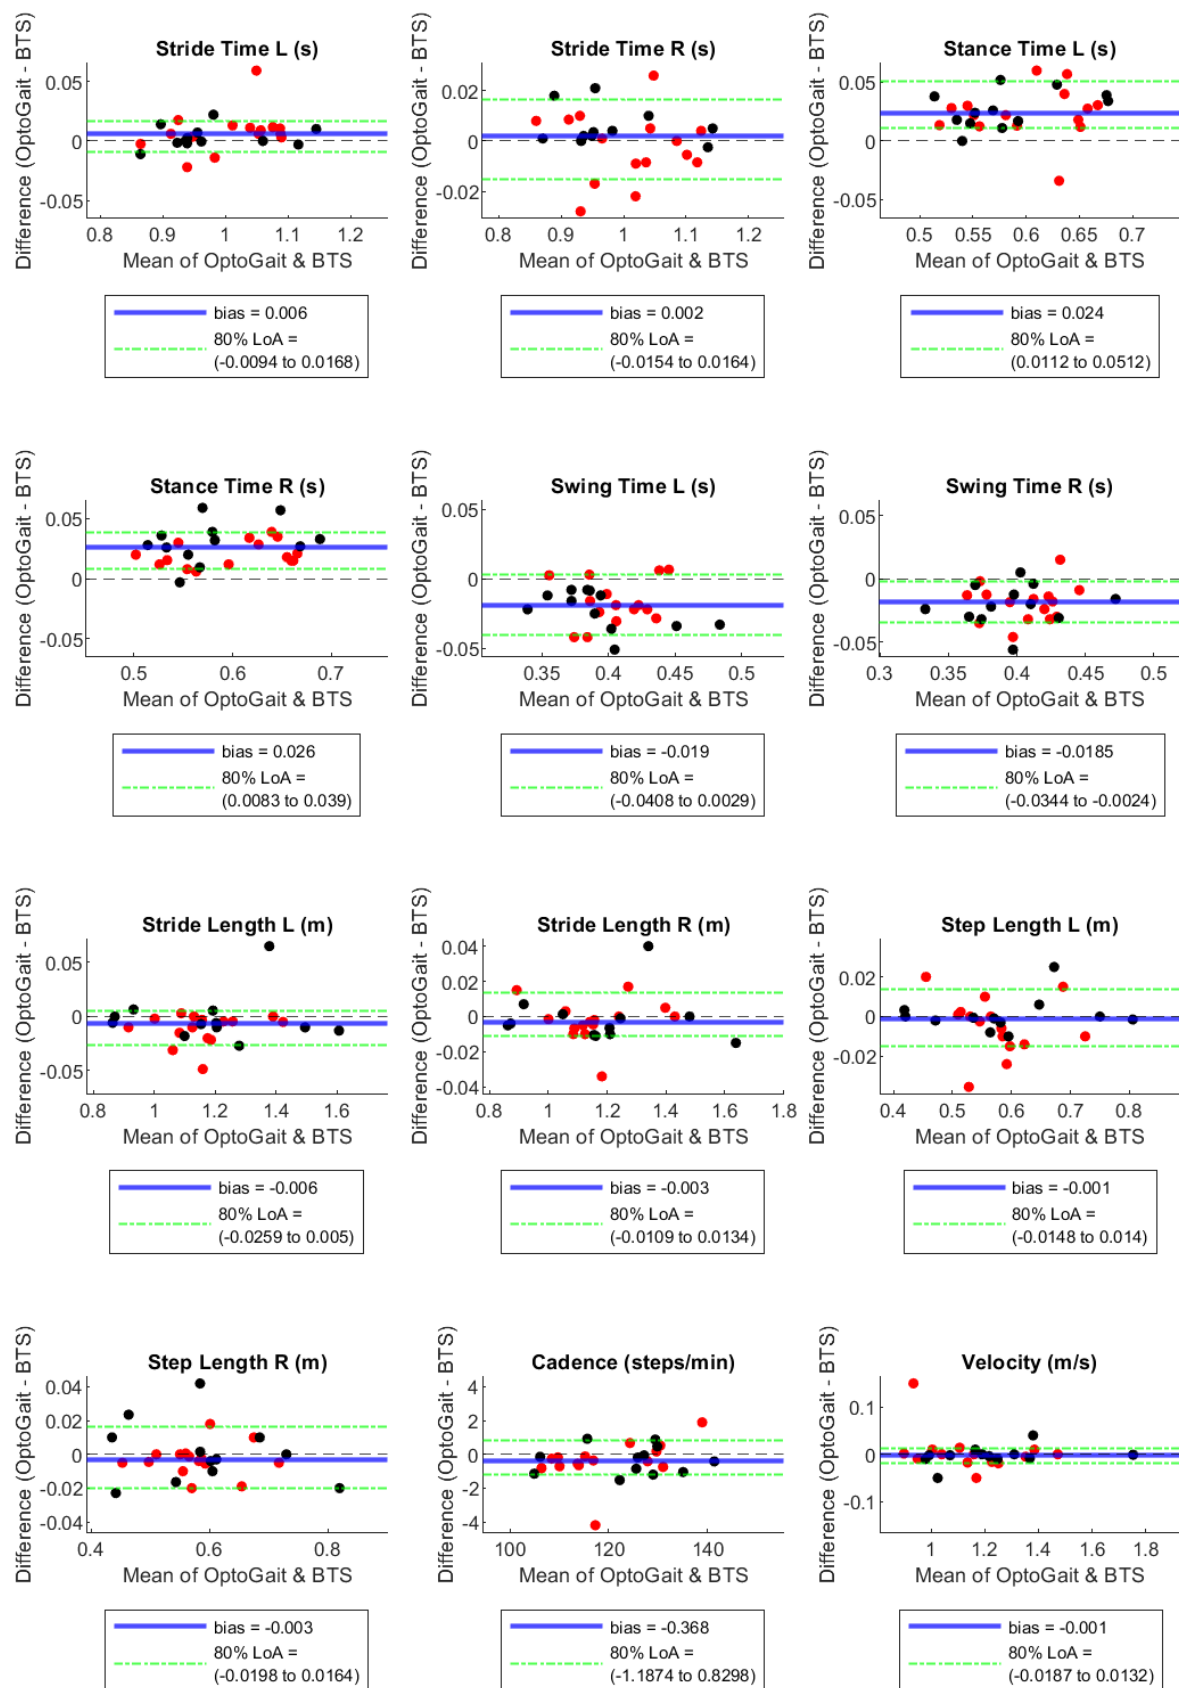 Stride Time L (s)
Difference (OptoGait - BTS)
0.05
0
-0.05
0.8 0.9 1 1.1 1.2
Mean of OptoGait & BTS
bias = 0.006
80% LoA =
(-0.0094 to 0.0168)
Stride Time R (s)
Difference (OptoGait - BTS)
0.02
0
-0.02
0.8 0.9 1 1.1 1.2
Mean of OptoGait & BTS
bias = 0.002
80% LoA =
(-0.0154 to 0.0164)
Stance Time L (s)
Difference (OptoGait - BTS)
0.05
0
-0.05
0.5 0.55 0.6 0.65 0.7
Mean of OptoGait & BTS
bias = 0.024
80% LoA =
(0.0112 to 0.0512)
Stance Time R (s)
Difference (OptoGait - BTS)
0.05
0
-0.05
0.5 0.6 0.7
Mean of OptoGait & BTS
bias = 0.026
80% LoA =
(0.0083 to 0.039)
Swing Time L (s)
Difference (OptoGait - BTS)
0
-0.05
0.35 0.4 0.45 0.5
Mean of OptoGait & BTS
bias = -0.019
80% LoA =
(-0.0408 to 0.0029)
Swing Time R (s)
Difference (OptoGait - BTS)
0.05
0
-0.05
0.3 0.35 0.4 0.45 0.5
Mean of OptoGait & BTS
bias = -0.0185
80% LoA =
(-0.0344 to -0.0024)
Stride Length L (m)
Difference (OptoGait - BTS)
0.05
0
-0.05
0.8 1 1.2 1.4 1.6
Mean of OptoGait & BTS
bias = -0.006
80% LoA =
(-0.0259 to 0.005)
Stride Length R (m)
Difference (OptoGait - BTS)
0.04
0.02
0
-0.02
-0.04
0.8 1 1.2 1.4 1.6 1.8
Mean of OptoGait & BTS
bias = -0.003
80% LoA =
(-0.0109 to 0.0134)
Step Length L (m)
Difference (OptoGait - BTS)
0.02
0
-0.02
0.4 0.5 0.6 0.7 0.8
Mean of OptoGait & BTS
bias = -0.001
80% LoA =
(-0.0148 to 0.014)
Step Length R (m)
Difference (OptoGait - BTS)
0.04
0.02
0
-0.02
-0.04
0.4 0.6 0.8
Mean of OptoGait & BTS
bias = -0.003
80% LoA =
(-0.0198 to 0.0164)
Cadence (steps/min)
Difference (OptoGait - BTS)
4
2
0
-2
-4
100 120 140
Mean of OptoGait & BTS
bias = -0.368
80% LoA =
(-1.1874 to 0.8298)
Velocity (m/s)
Difference (OptoGait - BTS)
0.1
0
-0.1
1 1.2 1.4 1.6 1.8
Mean of OptoGait & BTS
bias = -0.001
80% LoA =
(-0.0187 to 0.0132)